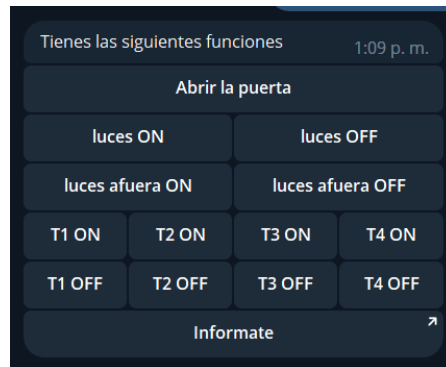 Tienes las siguientes funciones 1:09 p. m.
Abrir la puerta
luces ON luces OFF
luces afuera ON luces afuera OFF
T1 ON T2 ON T3 ON T4 ON
T1 OFF T2 OFF T3 OFF T4 OFF
Informate